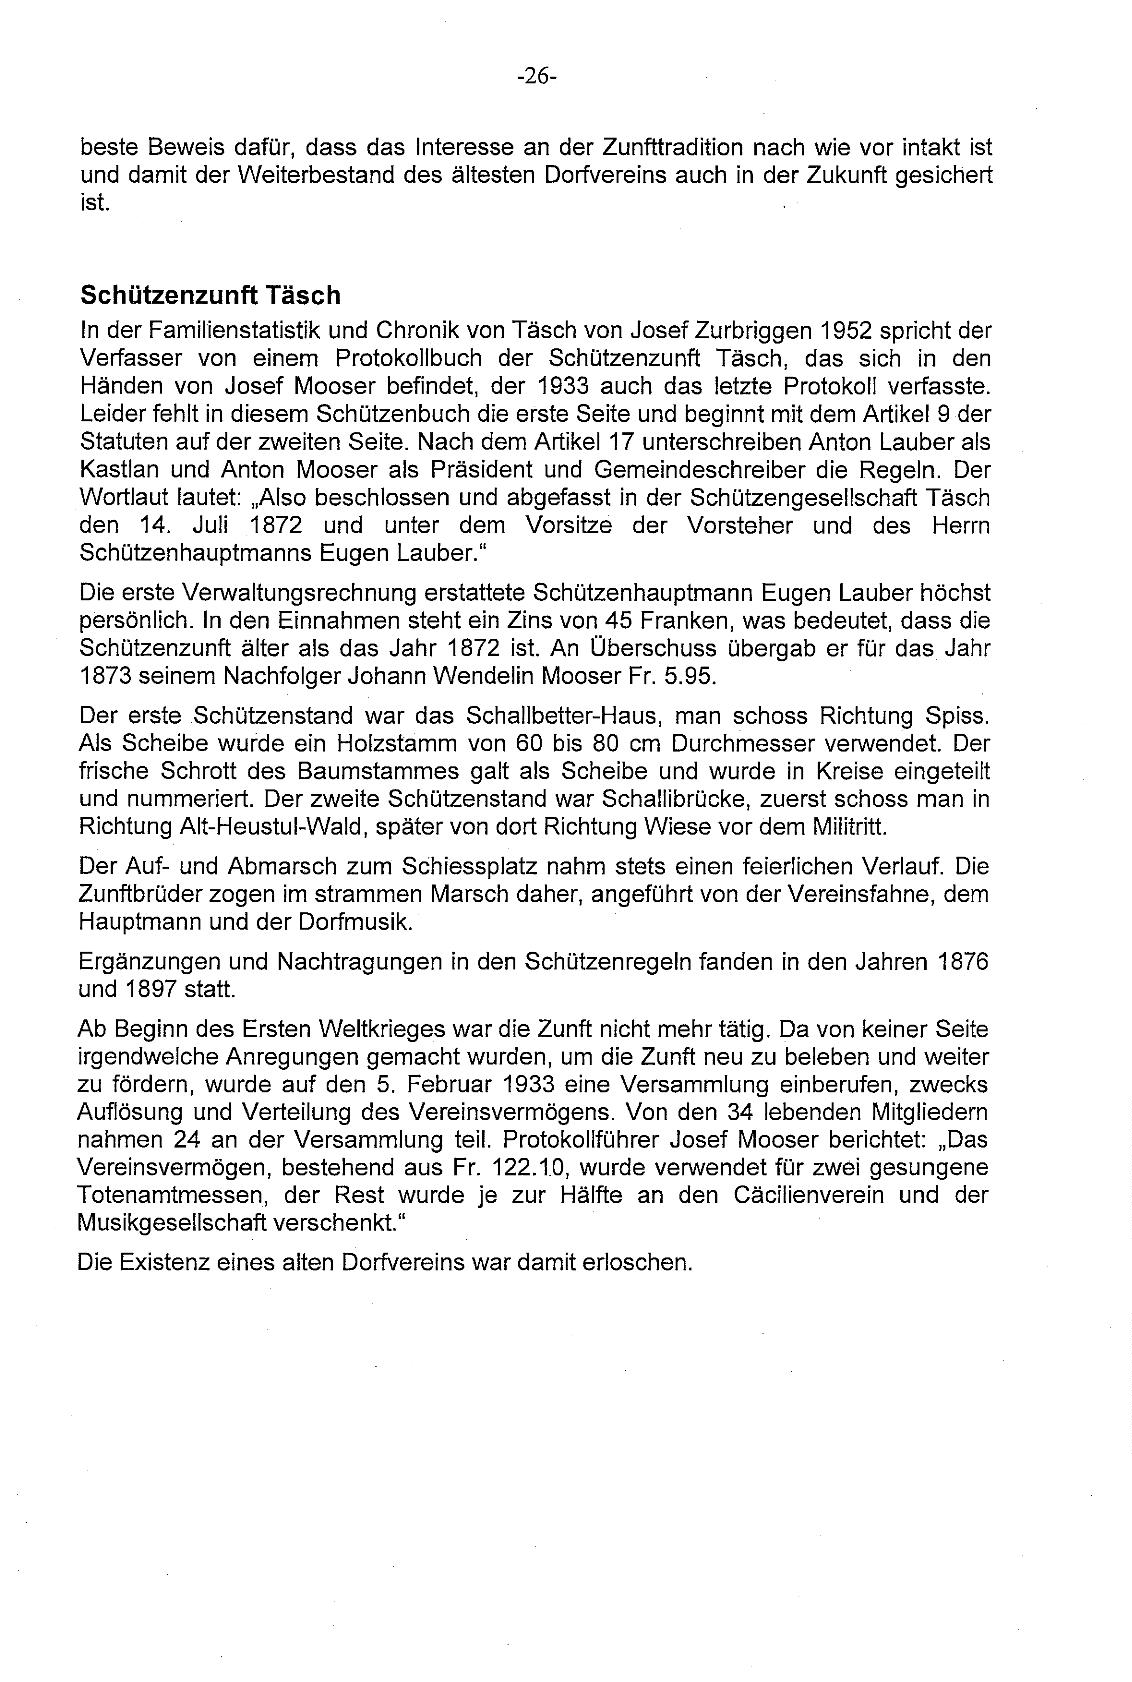 -26-
beste Beweis dafür, dass das Interesse an der Zunfttradition nach wie vor intakt ist
und damit der Weiterbestand des ältesten Dorfvereins auch in der Zukunft gesichert
ist.
Schützenzunft Täsch
In der Familienstatistik und Chronik von Täsch von Josef Zurbriggen 1952 spricht der
Verfasser von einem Protokollbuch der Schützenzunft Täsch, das sich in den
Händen von Josef Mooser befindet, der 1933 auch das letzte Protokoll verfasste.
Leider fehlt in diesem Schützenbuch die erste Seite und beginnt mit dem Artikel 9 der
Statuten auf der zweiten Seite. Nach dem Artikel 17 unterschreiben Anton Lauber als
Kastlan und Anton Mooser als Präsident und Gemeindeschreiber die Regeln. Der
Wortlaut lautet: „Also beschlossen und abgefasst in der Schützengesellschaft Täsch
den 14. Juli 1872 und unter dem Vorsitze der Vorsteher und des Herrn
Schützenhauptmanns Eugen Lauber.“
Die erste Verwaltungsrechnung erstattete Schützenhauptmann Eugen Lauber höchst
persönlich. In den Einnahmen steht ein Zins von 45 Franken, was bedeutet, dass die
Schützenzunft älter als das Jahr 1872 ist. An Überschuss übergab er für das Jahr
1873 seinem Nachfolger Johann Wendelin Mooser Fr. 5.95.
Der erste Schützenstand war das Schallbetter-Haus, man schoss Richtung Spiss.
Als Scheibe wurde ein Holzstamm von 60 bis 80 cm Durchmesser verwendet. Der
frische Schrott des Baumstammes galt als Scheibe und wurde in Kreise eingeteilt
und nummeriert. Der zweite Schützenstand war Schallibrücke, zuerst schoss man in
Richtung Alt-Heustul-Wald, später von dort Richtung Wiese vor dem Militritt.
Der Auf- und Abmarsch zum Schiessplatz nahm stets einen feierlichen Verlauf. Die
Zunftbrüder zogen im strammen Marsch daher, angeführt von der Vereinsfahne, dem
Hauptmann und der Dorfmusik.
Ergänzungen und Nachtragungen in den Schützenregeln fanden in den Jahren 1876
und 1897 statt.
Ab Beginn des Ersten Weltkrieges war die Zunft nicht mehr tätig. Da von keiner Seite
irgendwelche Anregungen gemacht wurden, um die Zunft neu zu beleben und weiter
zu fördern, wurde auf den 5. Februar 1933 eine Versammlung einberufen, zwecks
Auflösung und Verteilung des Vereinsvermögens. Von den 34 lebenden Mitgliedern
nahmen 24 an der Versammlung teil. Protokollführer Josef Mooser berichtet: „Das
Vereinsvermögen, bestehend aus Fr. 122.10, wurde verwendet für zwei gesungene
Totenamtmessen, der Rest wurde je zur Hälfte an den Cäcilienverein und der
Musikgesellschaft verschenkt.“
Die Existenz eines alten Dorfvereins war damit erloschen.